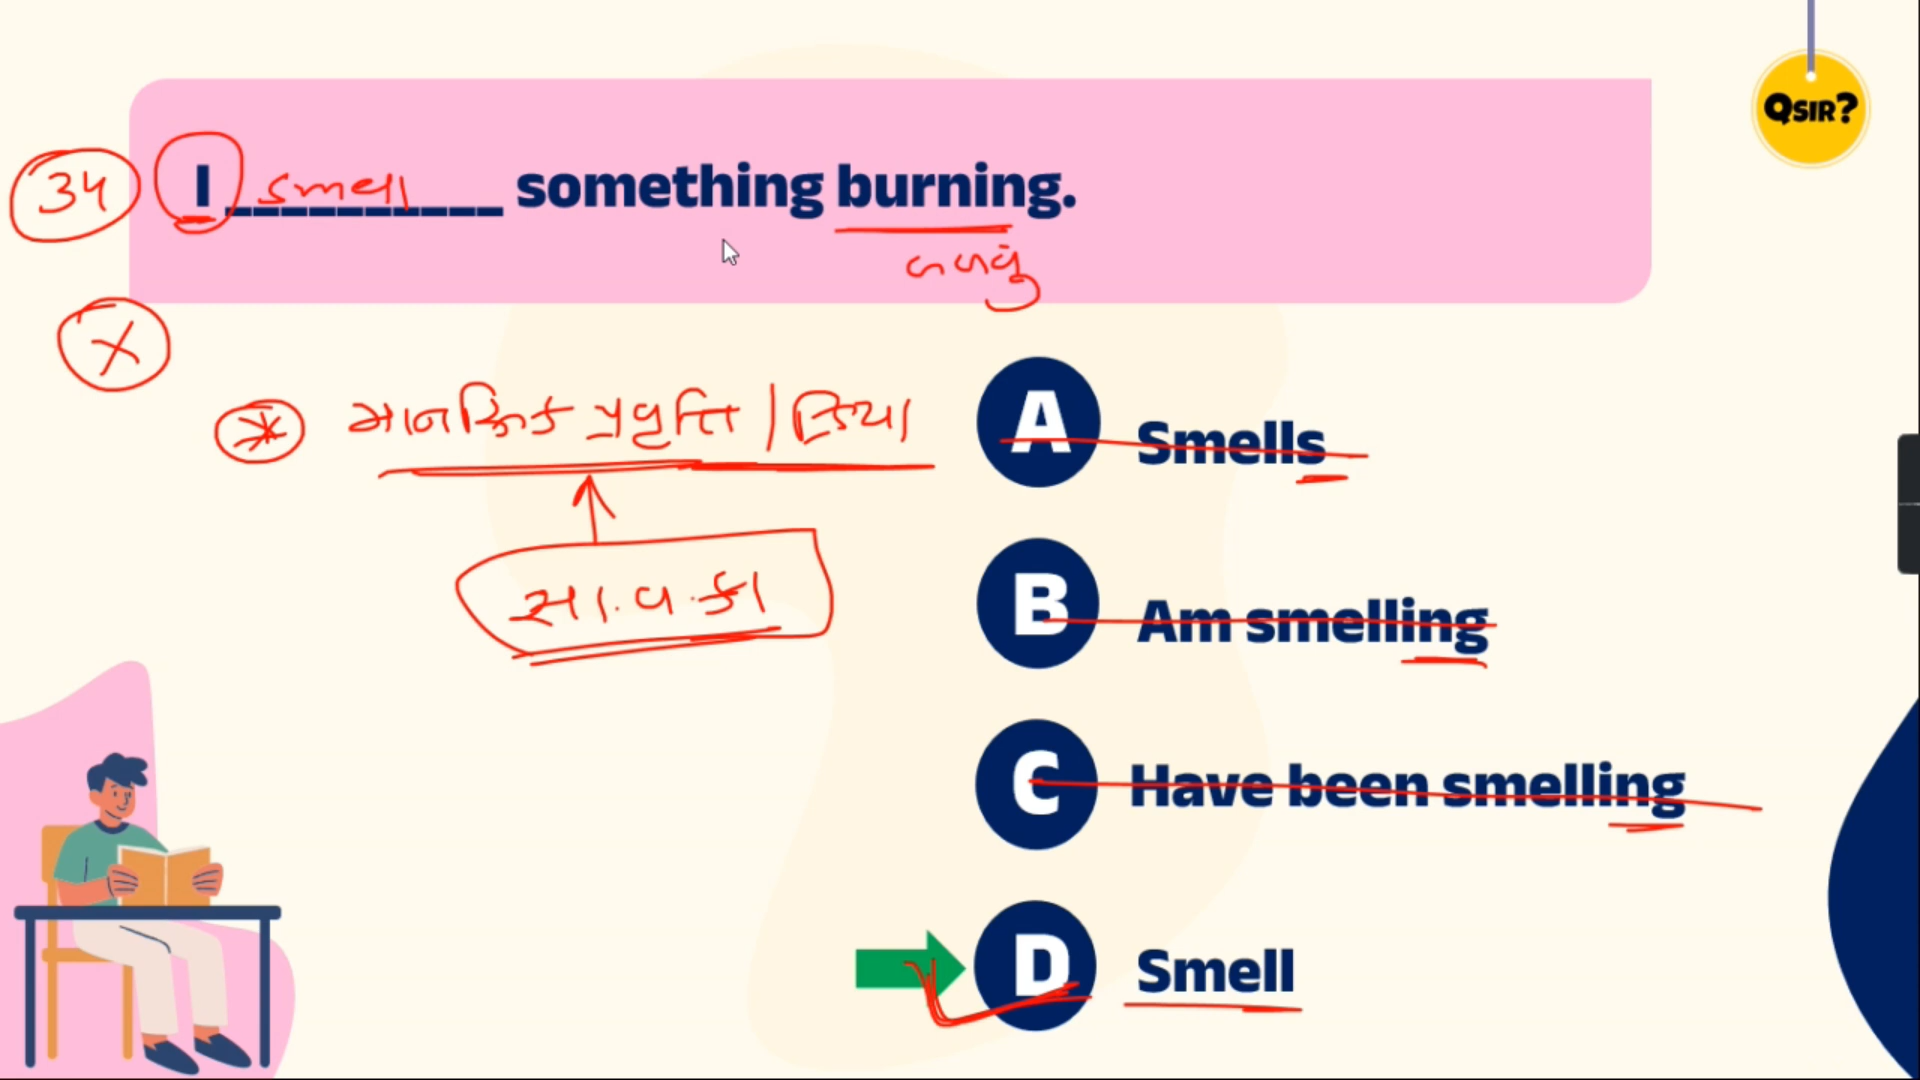 QSIR?
34 I smell something burning.
બળવું
X
* માનસિક પ્રવૃત્તિ / ક્રિયા
સા. વ. કા
A Smells
B Am smelling
C Have been smelling
D Smell